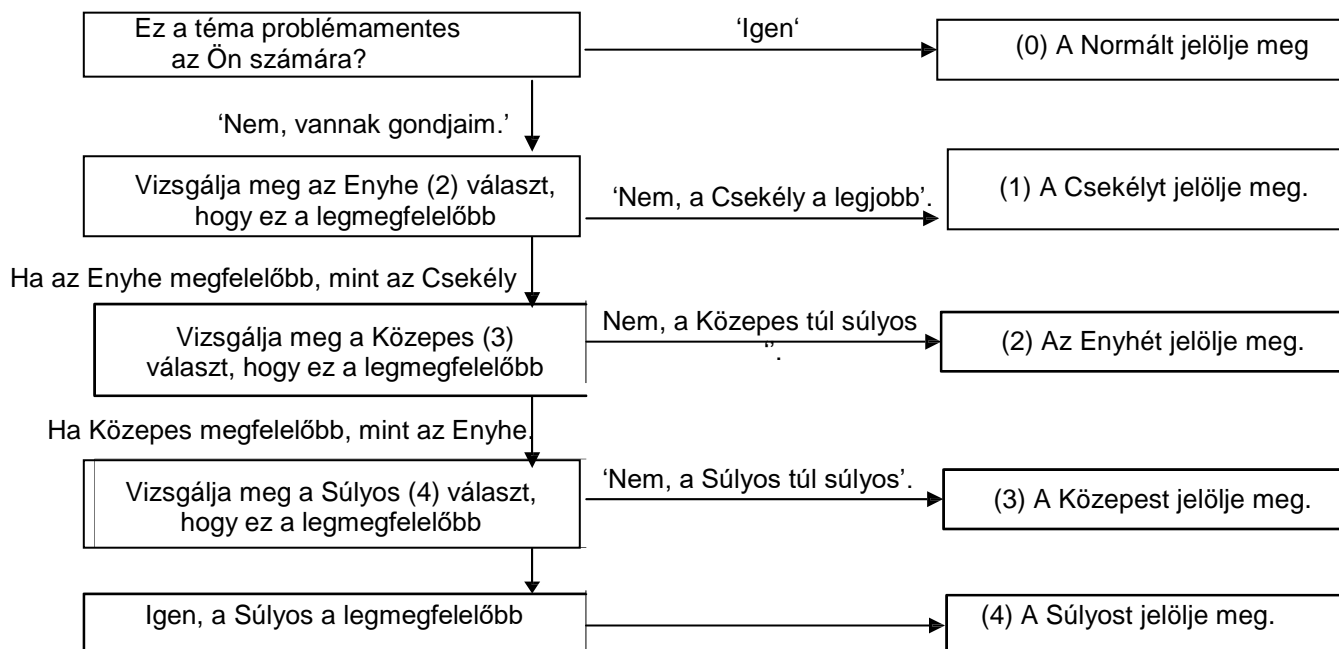 Ez a téma problémamentes
az Ön számára?
‘Igen‘
(0) A Normált jelölje meg
‘Nem, vannak gondjaim.’
Vizsgálja meg az Enyhe (2) választ,
hogy ez a legmegfelelőbb
‘Nem, a Csekély a legjobb’.
(1) A Csekélyt jelölje meg.
Ha az Enyhe megfelelőbb, mint az Csekély
Vizsgálja meg a Közepes (3)
választ, hogy ez a legmegfelelőbb
Nem, a Közepes túl súlyos
‘’.
(2) Az Enyhét jelölje meg.
Ha Közepes megfelelőbb, mint az Enyhe.
Vizsgálja meg a Súlyos (4) választ,
hogy ez a legmegfelelőbb
‘Nem, a Súlyos túl súlyos’.
(3) A Közepest jelölje meg.
Igen, a Súlyos a legmegfelelőbb
(4) A Súlyost jelölje meg.